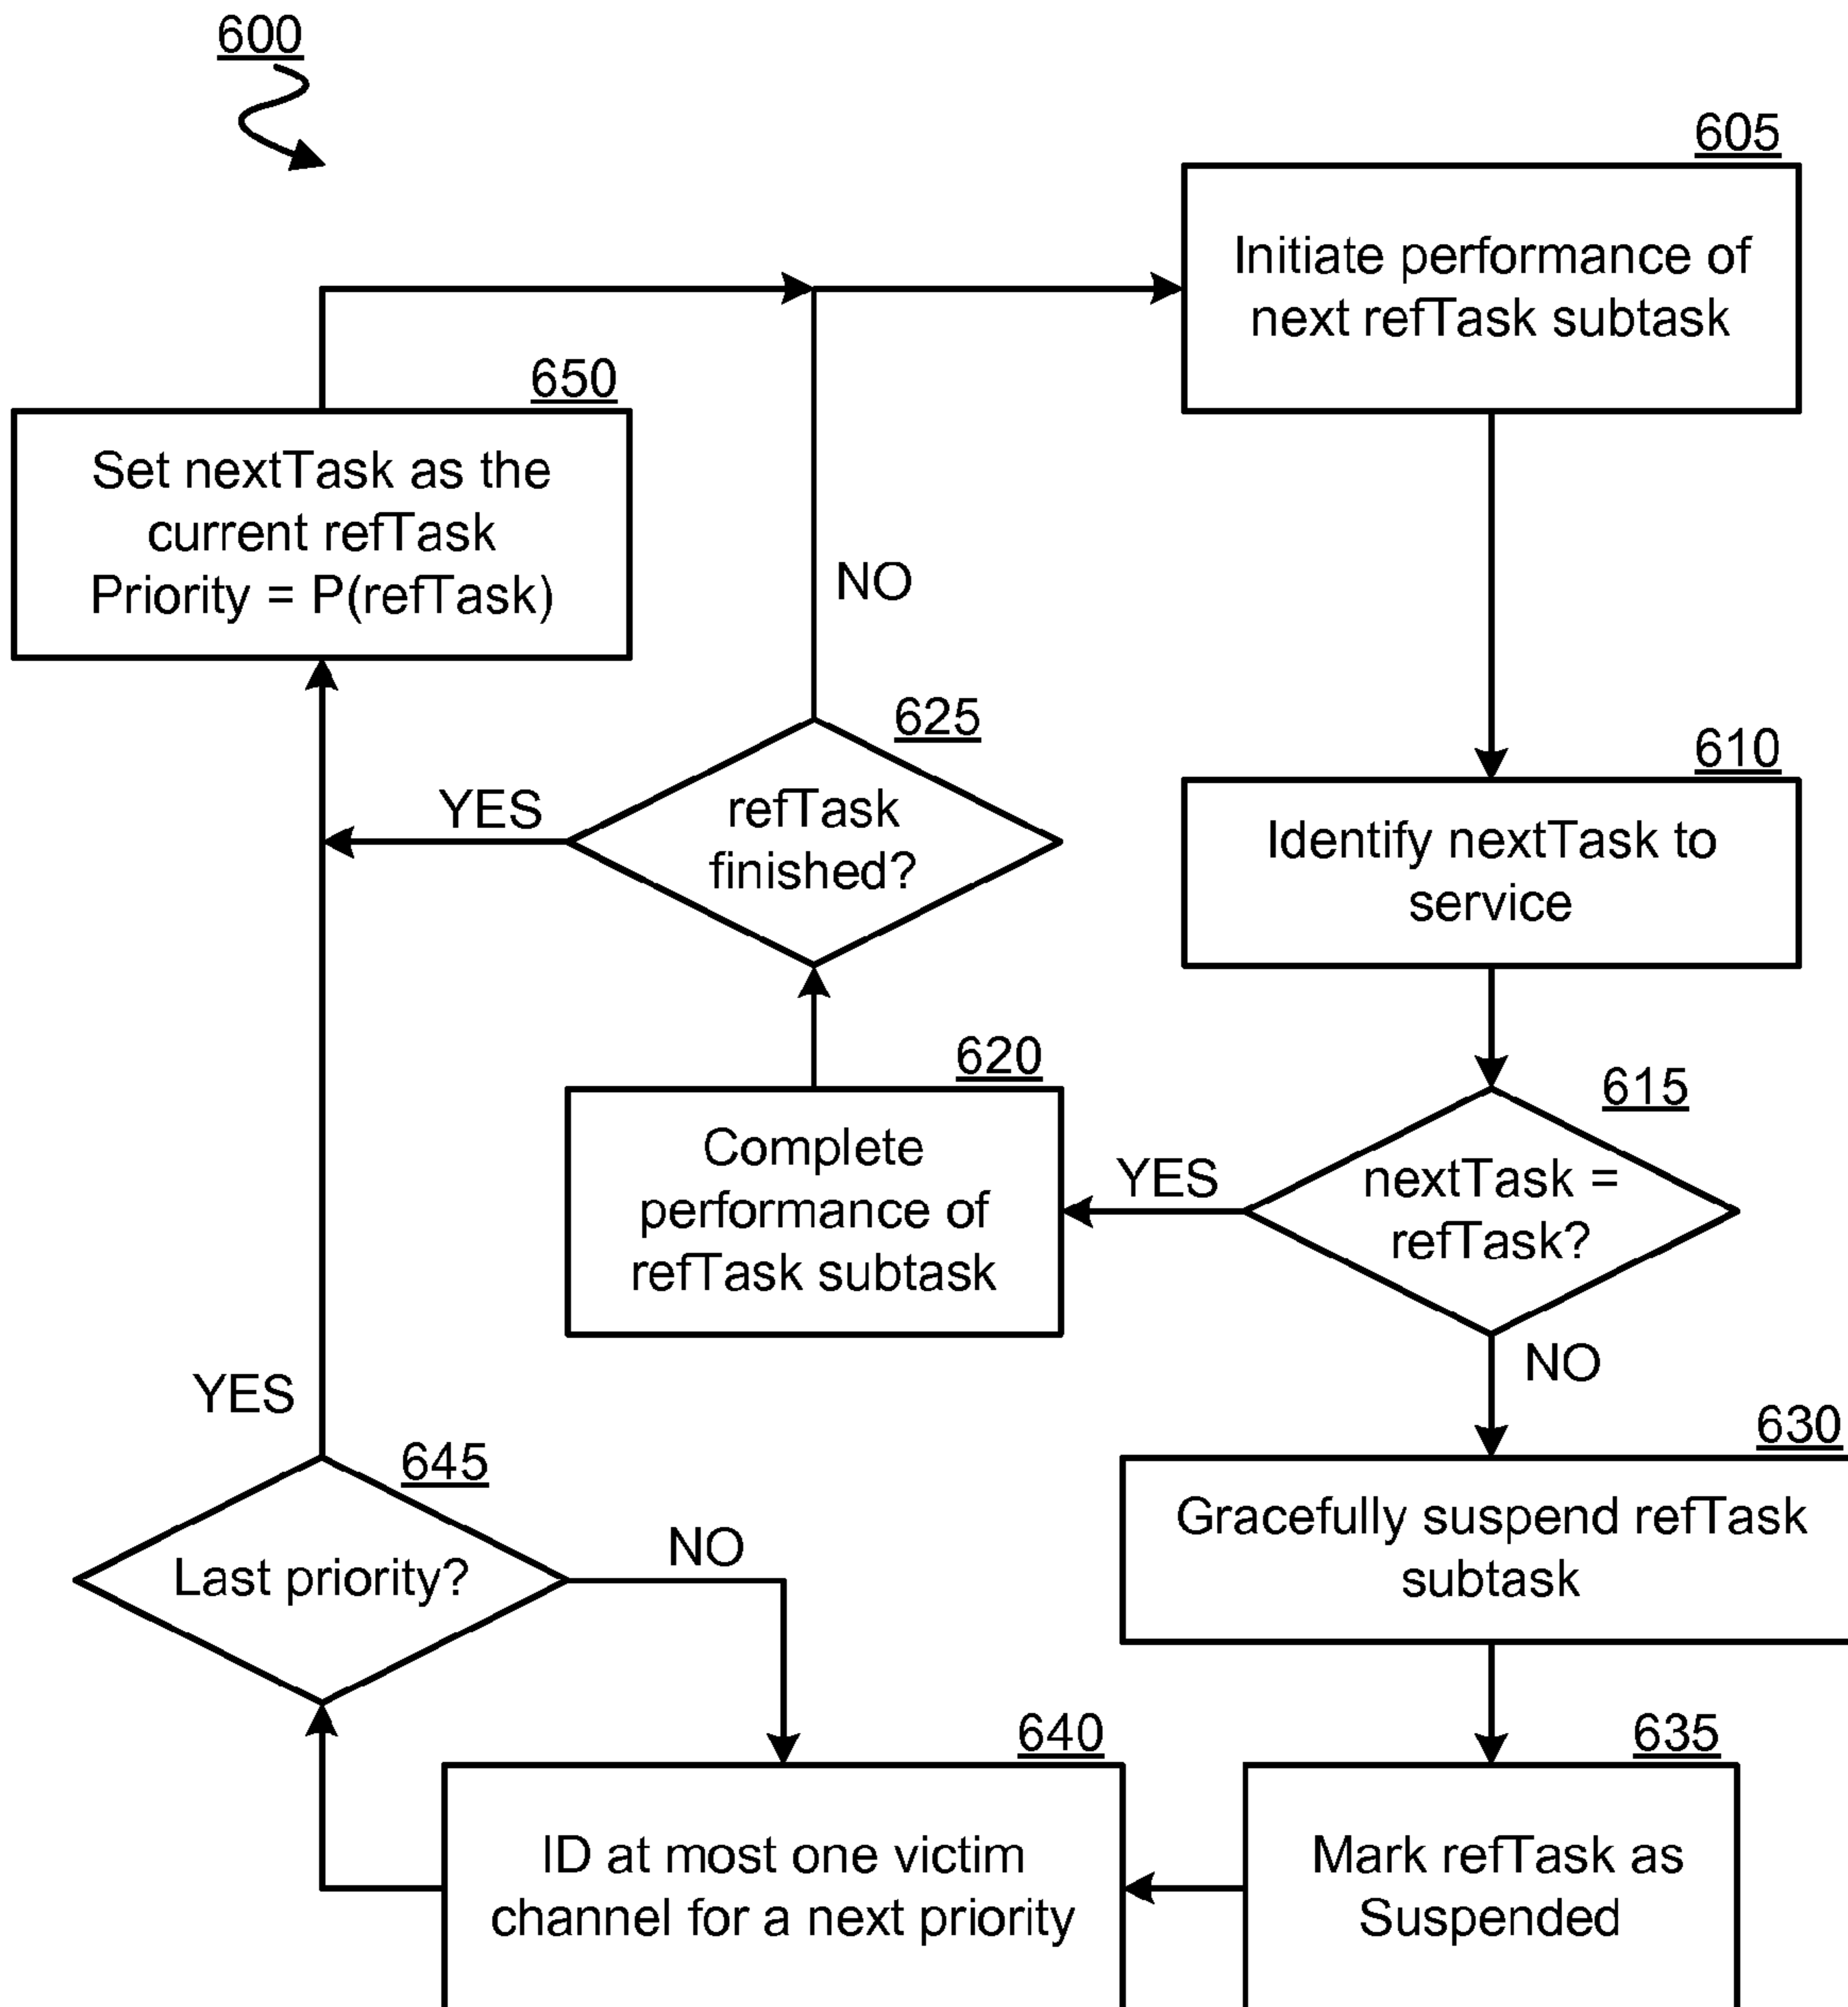 600
605
Initiate performance of
next refTask subtask
650
Set nextTask as the
current refTask
Priority = P(refTask)
NO
625
refTask
finished?
YES
610
Identify nextTask to
service
620
Complete
performance of
refTask subtask
615
nextTask =
refTask?
YES
NO
630
Gracefully suspend refTask
subtask
YES
645
Last priority?
NO
640
ID at most one victim
channel for a next priority
635
Mark refTask as
Suspended